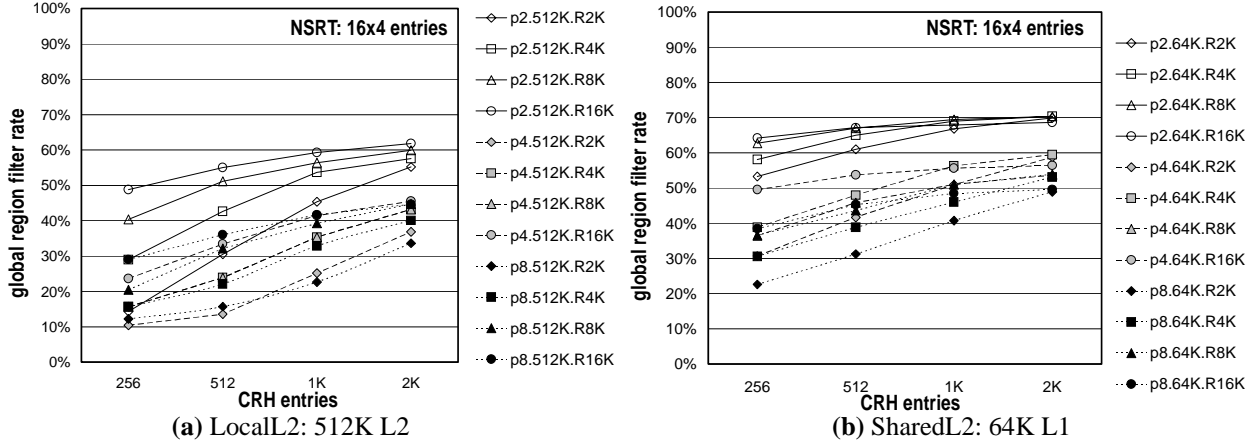 100%
90%
80%
70%
60%
50%
40%
30%
20%
10%
0%
global region filter rate
NSRT: 16x4 entries
256
512
1K
2K
CRH entries
p2.512K.R2K
p2.512K.R4K
p2.512K.R8K
p2.512K.R16K
p4.512K.R2K
p4.512K.R4K
p4.512K.R8K
p4.512K.R16K
p8.512K.R2K
p8.512K.R4K
p8.512K.R8K
p8.512K.R16K
(a) LocalL2: 512K L2
100%
90%
80%
70%
60%
50%
40%
30%
20%
10%
0%
global region filter rate
NSRT: 16x4 entries
256
512
1K
2K
CRH entries
p2.64K.R2K
p2.64K.R4K
p2.64K.R8K
p2.64K.R16K
p4.64K.R2K
p4.64K.R4K
p4.64K.R8K
p4.64K.R16K
p8.64K.R2K
p8.64K.R4K
p8.64K.R8K
p8.64K.R16K
(b) SharedL2: 64K L1